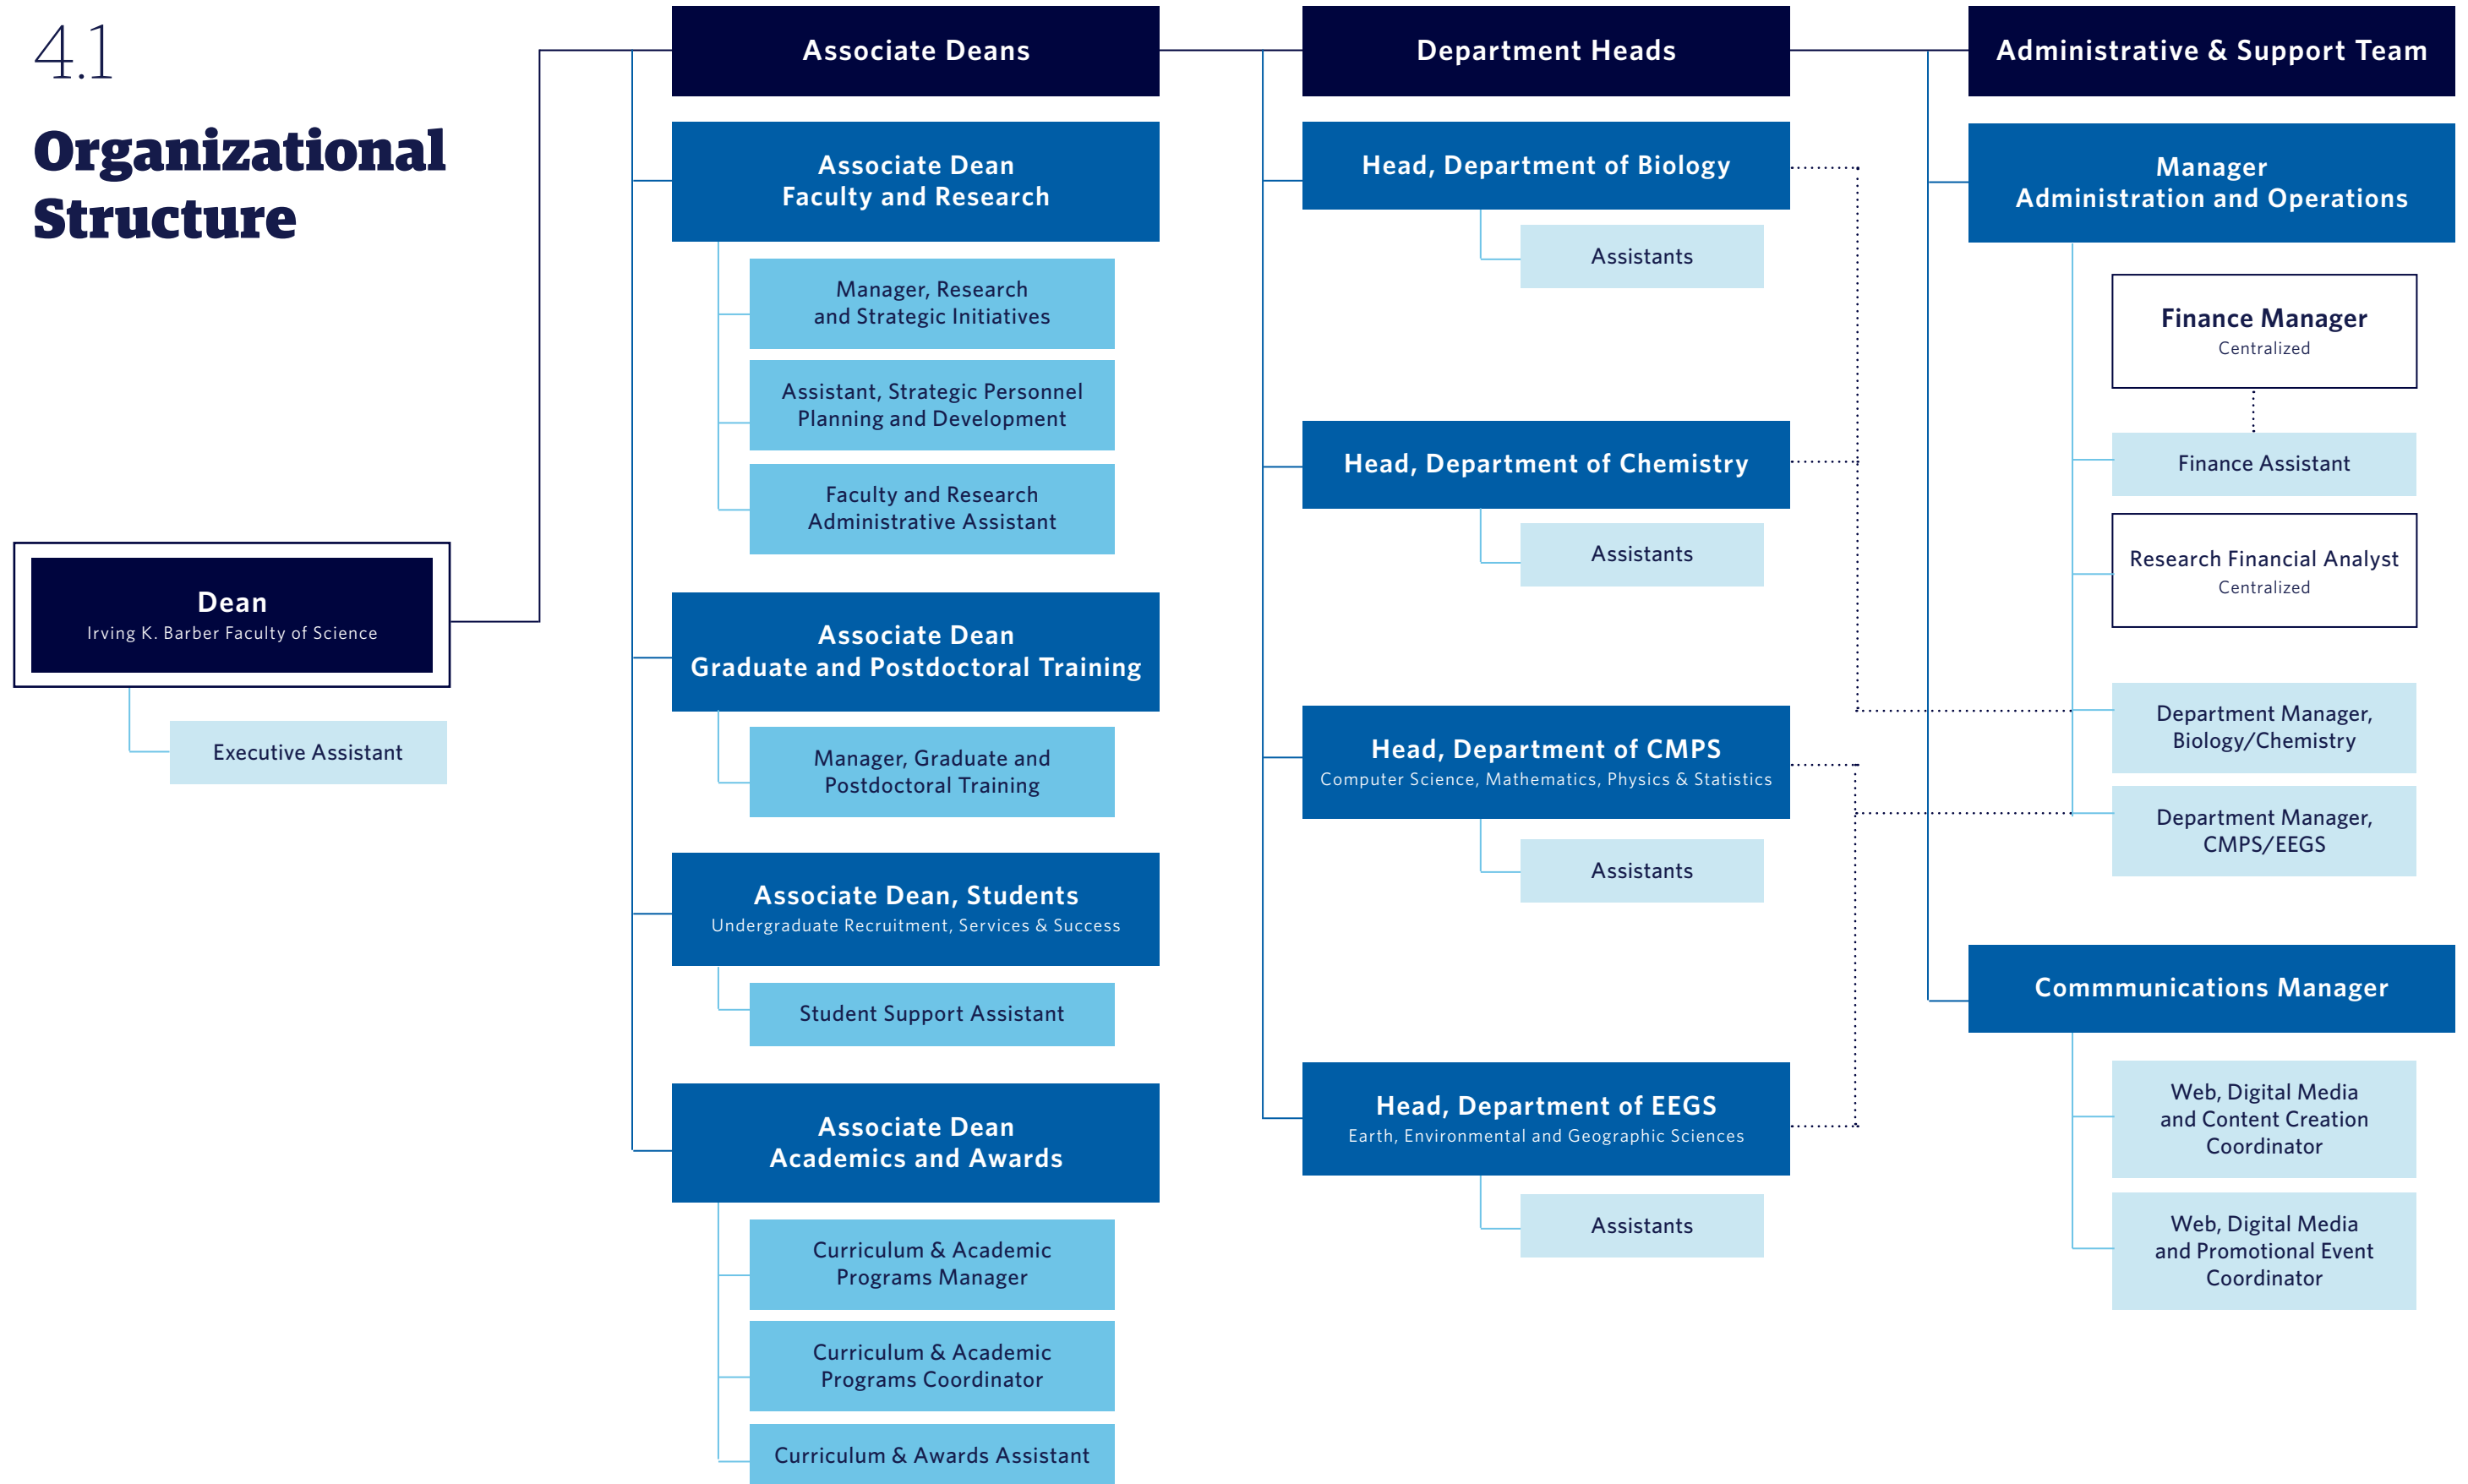 4.1
Organizational
Structure
Dean
Irving K. Barber Faculty of Science
Executive Assistant
Associate Deans
Associate Dean
Faculty and Research
Manager, Research
and Strategic Initiatives
Assistant, Strategic Personnel
Planning and Development
Faculty and Research
Administrative Assistant
Associate Dean
Graduate and Postdoctoral Training
Manager, Graduate and
Postdoctoral Training
Associate Dean, Students
Undergraduate Recruitment, Services & Success
Student Support Assistant
Associate Dean
Academics and Awards
Curriculum & Academic
Programs Manager
Curriculum & Academic
Programs Coordinator
Curriculum & Awards Assistant
Department Heads
Head, Department of Biology
Assistants
Head, Department of Chemistry
Assistants
Head, Department of CMPS
Computer Science, Mathematics, Physics & Statistics
Assistants
Head, Department of EEGS
Earth, Environmental and Geographic Sciences
Assistants
Administrative & Support Team
Manager
Administration and Operations
Finance Manager
Centralized
Finance Assistant
Research Financial Analyst
Centralized
Department Manager,
Biology/Chemistry
Department Manager,
CMPS/EEGS
Commmunications Manager
Web, Digital Media
and Content Creation
Coordinator
Web, Digital Media
and Promotional Event
Coordinator